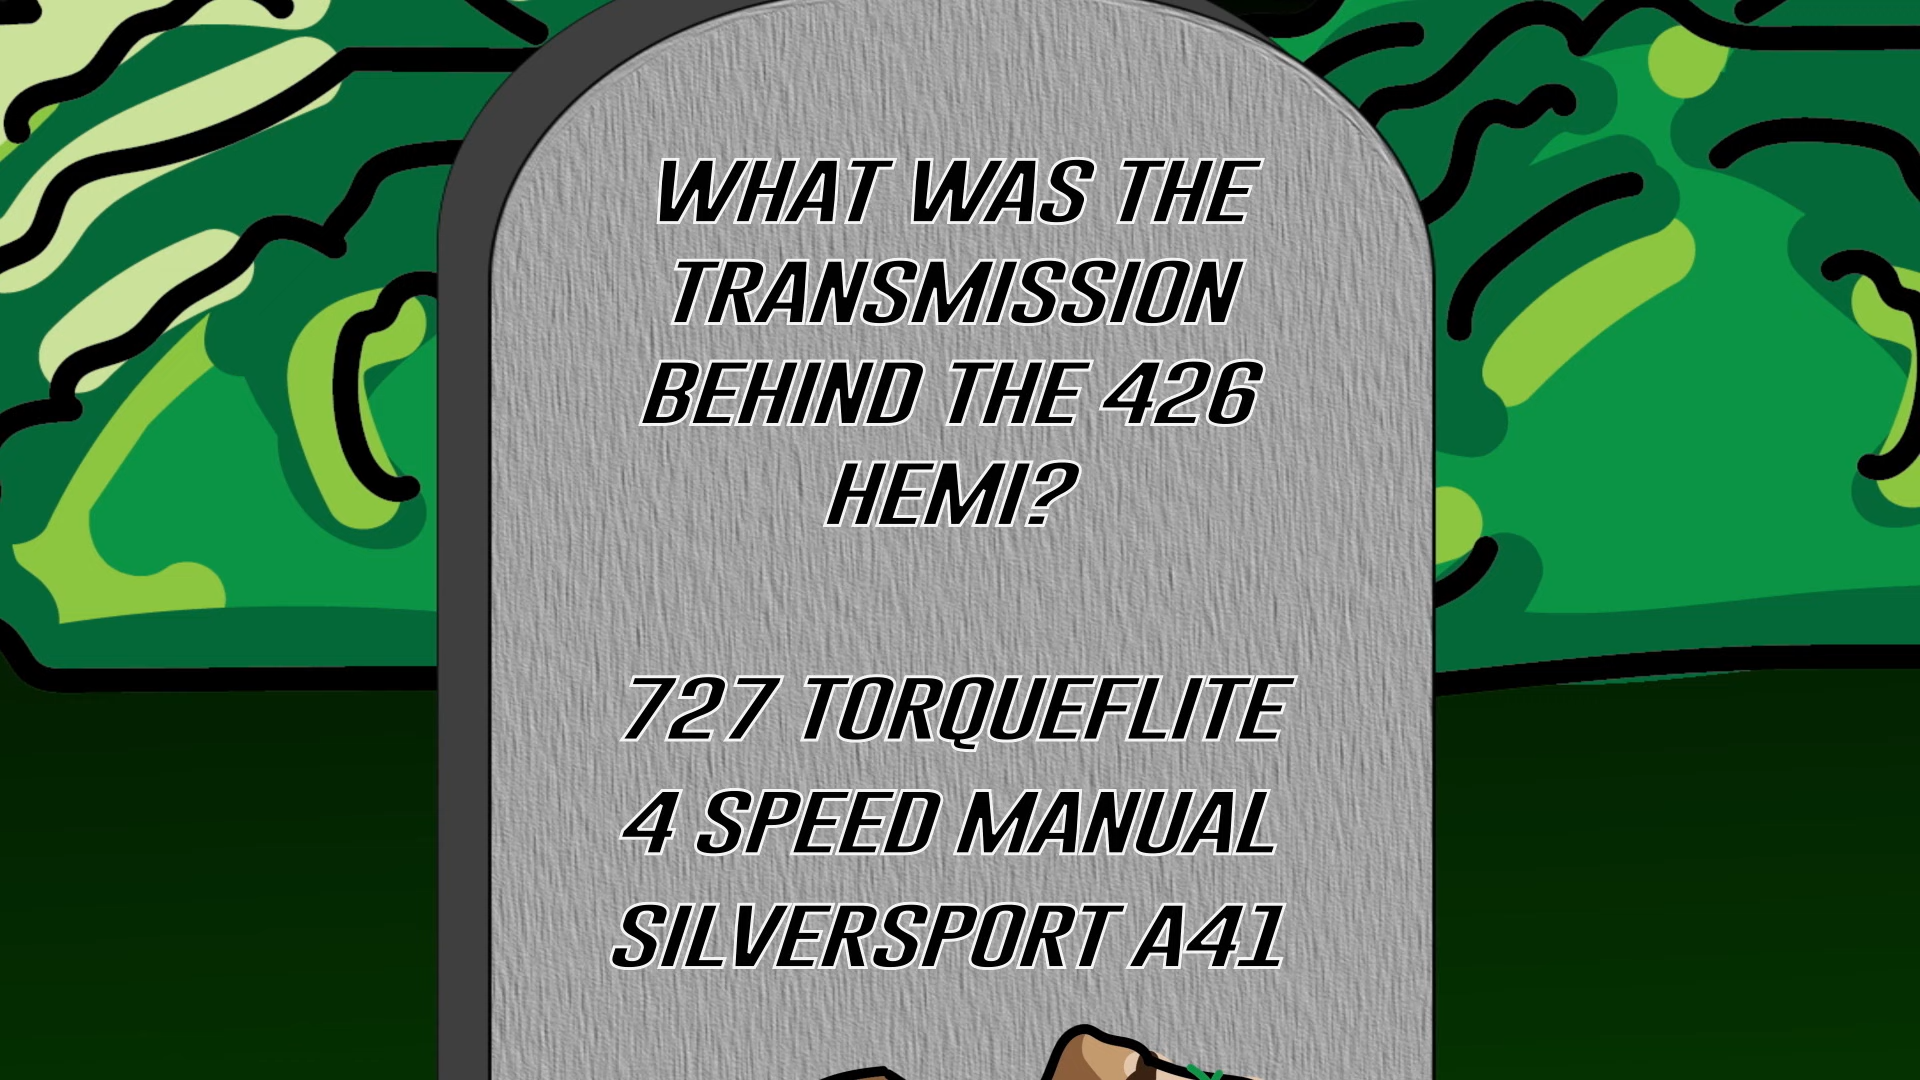 WHAT WAS THE
TRANSMISSION
BEHIND THE 426
HEMI?
727 TORQUEFLITE
4 SPEED MANUAL
SILVERSPORT A41